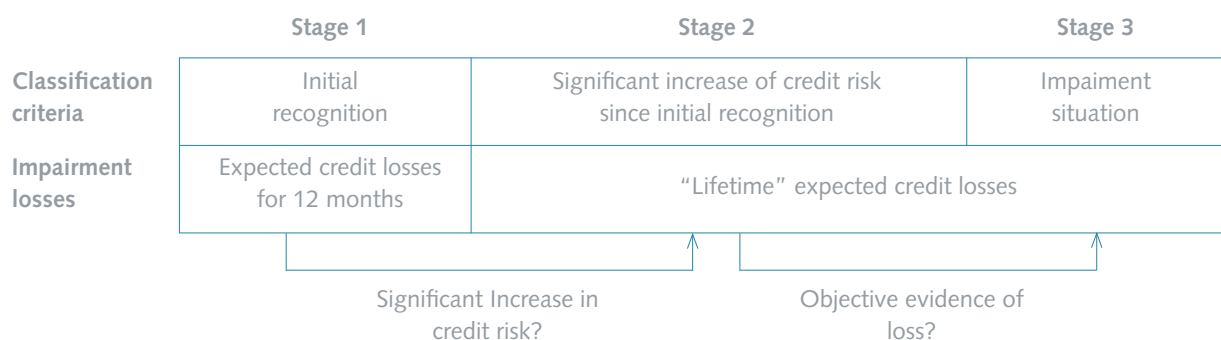 Stage 1
Stage 2
Stage 3
Classification
criteria
Initial
recognition
Significant increase of credit risk
since initial recognition
Impaiment
situation
Impairment
losses
Expected credit losses
for 12 months
“Lifetime” expected credit losses
Significant Increase in
credit risk?
Objective evidence of
loss?